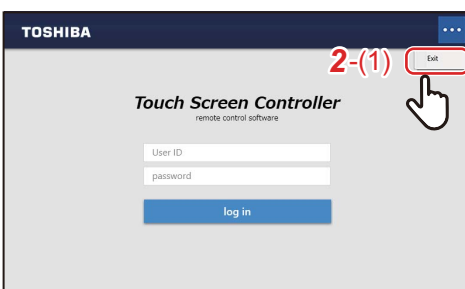 TOSHIBA
...
2-(1)
Exit
Touch Screen Controller
remote control software
User ID
password
log in